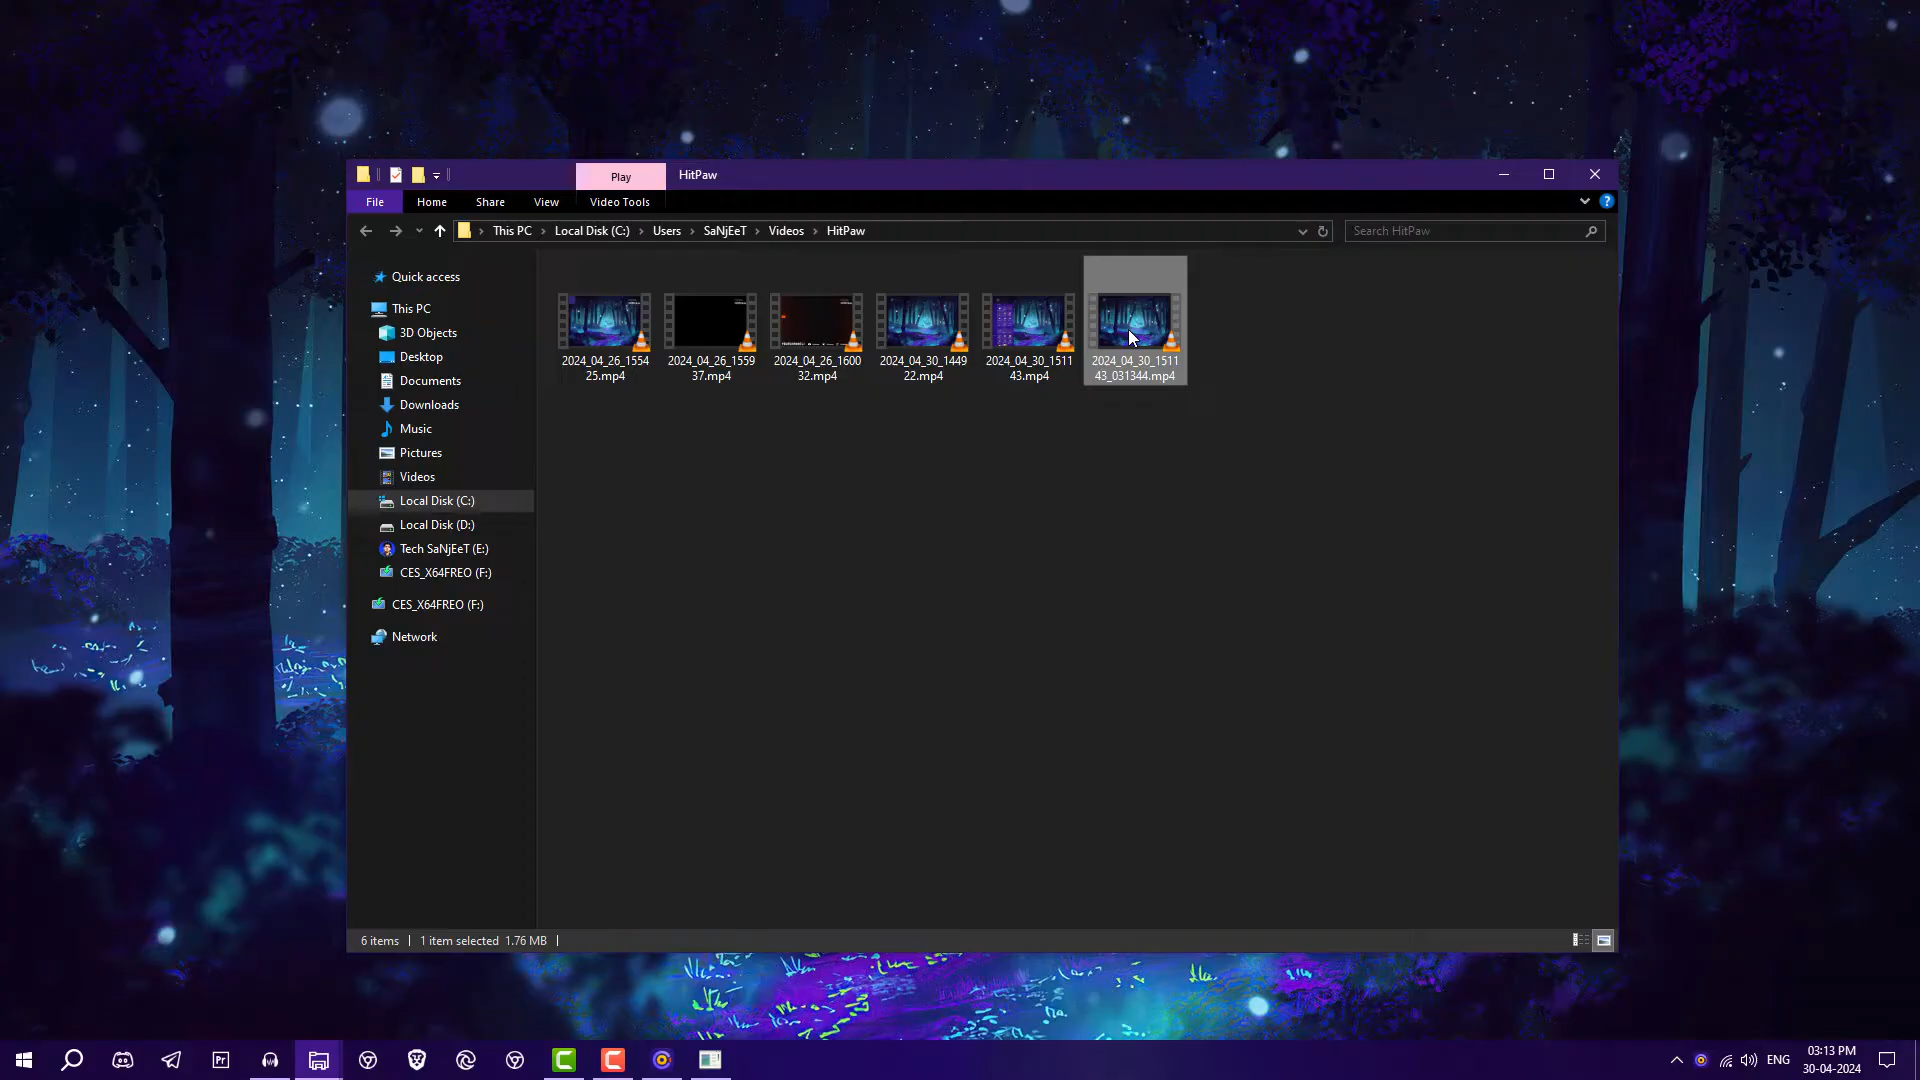 Play
HitPaw
File
Home
Share
View
Video Tools
This PC
Local Disk (C:)
Users
SaNjEeT
Videos
HitPaw
Search HitPaw
Quick access
This PC
3D Objects
Desktop
Documents
Downloads
Music
Pictures
Videos
Local Disk (C:)
Local Disk (D:)
Tech SaNjEeT (E:)
CES_X64FREO (F:)
CES_X64FREO (F:)
Network
2024_04_26_1554
25.mp4
2024_04_26_1559
37.mp4
2024_04_26_1600
32.mp4
2024_04_30_1449
22.mp4
2024_04_30_1511
43.mp4
2024_04_30_1511
43_031344.mp4
6 items
1 item selected 1.76 MB
Pr
ENG
03:13 PM
30-04-2024